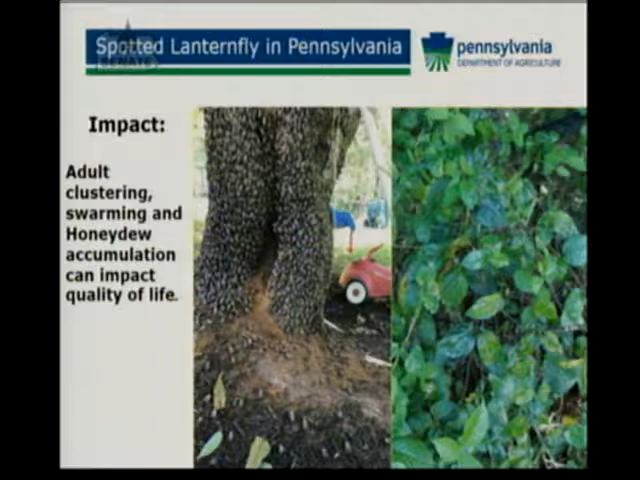 Spotted Lanternfly in Pennsylvania
SENATE
pennsylvania
DEPARTMENT OF AGRICULTURE
Impact:
Adult
clustering,
swarming and
Honeydew
accumulation
can impact
quality of life.